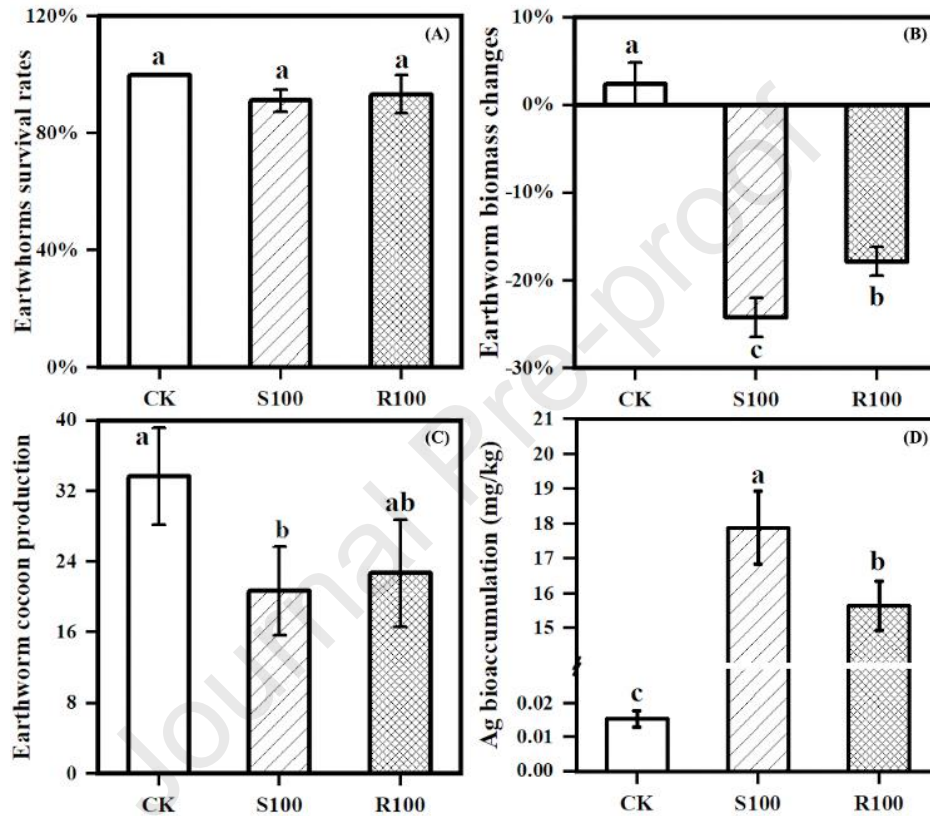 120%
(A)
a
a
a
80%
40%
0%
Eartwhorms survival rates
CK
S100
R100
10%
(B)
a
0%
-10%
-20%
-30%
c
b
Earthworm biomass changes
CK
S100
R100
40
(C)
a
32
b
ab
24
16
8
0
Earthworm cocoon production
CK
S100
R100
21
(D)
19
a
18
17
b
16
15
c
0.02
0.01
0.00
Ag bioaccumulation (mg/kg)
CK
S100
R100
Journal Pre-proof